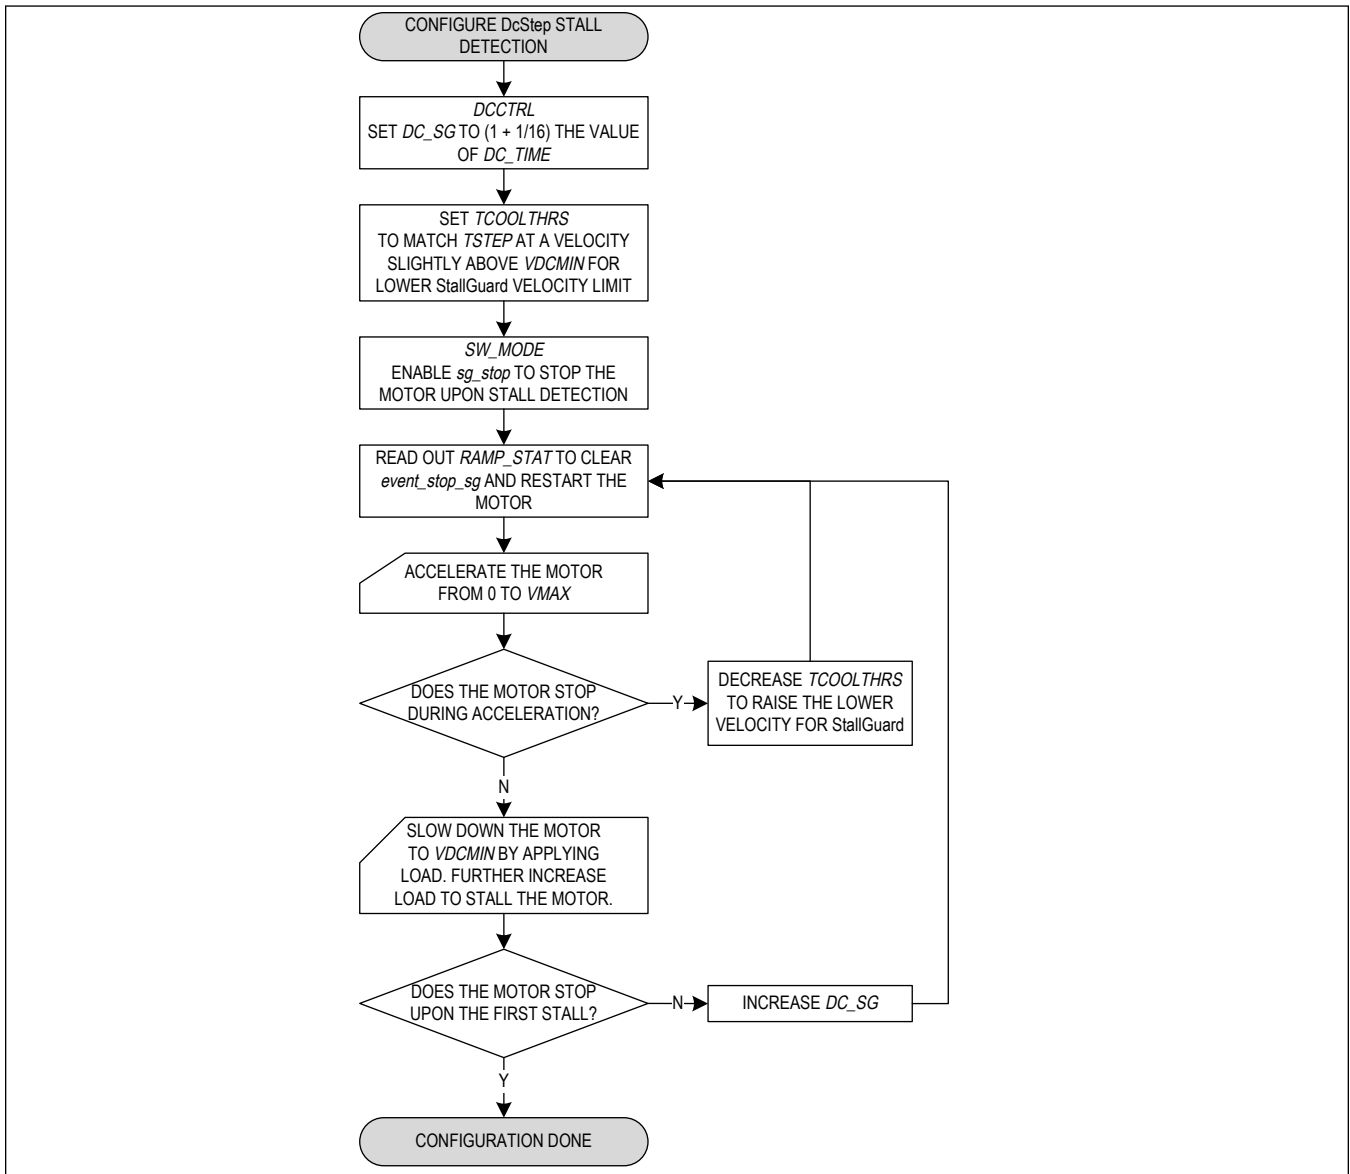 CONFIGURE DcStep STALL
DETECTION
DCCTRL
SET DC_SG TO (1 + 1/16) THE VALUE
OF DC_TIME
SET TCOOLTHRS
TO MATCH TSTEP AT A VELOCITY
SLIGHTLY ABOVE VDCMIN FOR
LOWER StallGuard VELOCITY LIMIT
SW_MODE
ENABLE sg_stop TO STOP THE
MOTOR UPON STALL DETECTION
READ OUT RAMP_STAT TO CLEAR
event_stop_sg AND RESTART THE
MOTOR
ACCELERATE THE MOTOR
FROM 0 TO VMAX
DOES THE MOTOR STOP
DURING ACCELERATION?
Y
DECREASE TCOOLTHRS
TO RAISE THE LOWER
VELOCITY FOR StallGuard
N
SLOW DOWN THE MOTOR
TO VDCMIN BY APPLYING
LOAD. FURTHER INCREASE
LOAD TO STALL THE MOTOR.
DOES THE MOTOR STOP
UPON THE FIRST STALL?
N
INCREASE DC_SG
Y
CONFIGURATION DONE